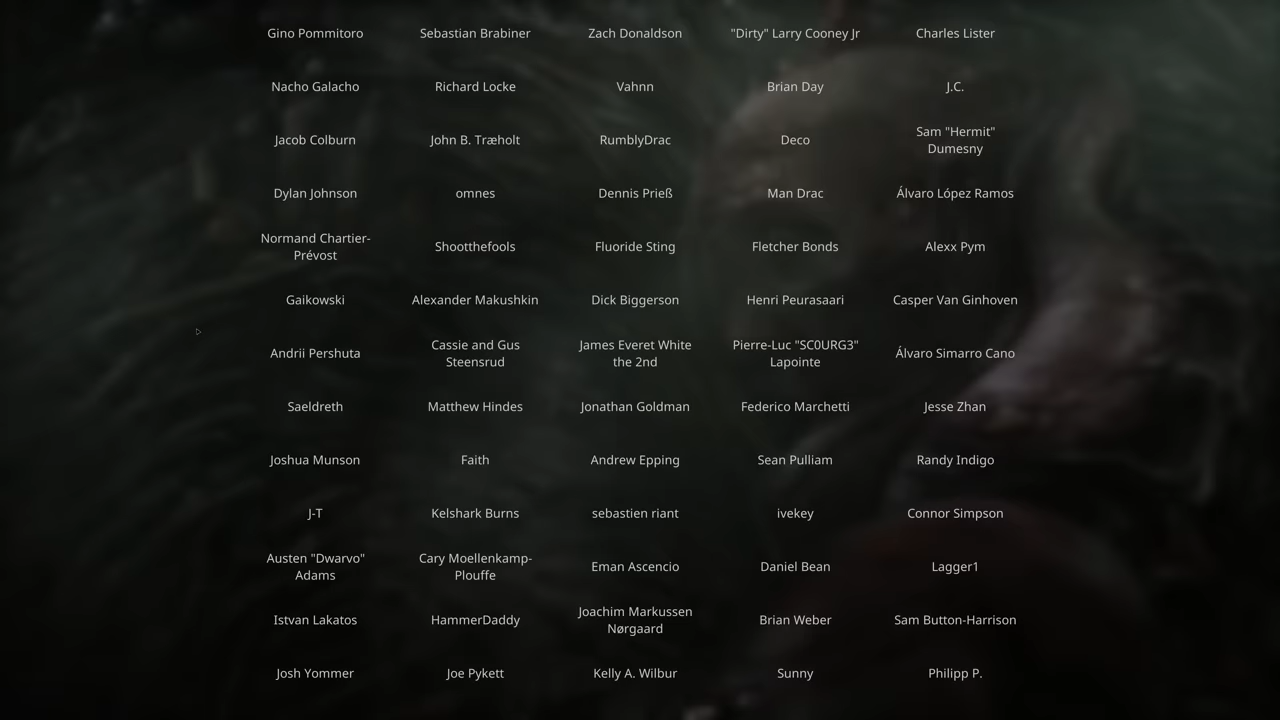 Gino Pommitoro Sebastian Brabiner Zach Donaldson "Dirty" Larry Cooney Jr Charles Lister
Nacho Galacho Richard Locke Vahnn Brian Day J.C.
Jacob Colburn John B. Træholt RumblyDrac Deco Sam "Hermit"
Dumesny
Dylan Johnson omnes Dennis Prieß Man Drac Álvaro López Ramos
Normand Chartier-
Prévost Shootthefools Fluoride Sting Fletcher Bonds Alexx Pym
Gaikowski Alexander Makushkin Dick Biggerson Henri Peurasaari Casper Van Ginhoven
Andrii Pershuta Cassie and Gus
Steensrud James Everet White
the 2nd Pierre-Luc "SC0URG3"
Lapointe Álvaro Simarro Cano
Saeldreth Matthew Hindes Jonathan Goldman Federico Marchetti Jesse Zhan
Joshua Munson Faith Andrew Epping Sean Pulliam Randy Indigo
J-T Kelshark Burns sebastien riant ivekey Connor Simpson
Austen "Dwarvo"
Adams Cary Moellenkamp-
Plouffe Eman Ascencio Daniel Bean Lagger1
Istvan Lakatos HammerDaddy Joachim Markussen
Nørgaard Brian Weber Sam Button-Harrison
Josh Yommer Joe Pykett Kelly A. Wilbur Sunny Philipp P.